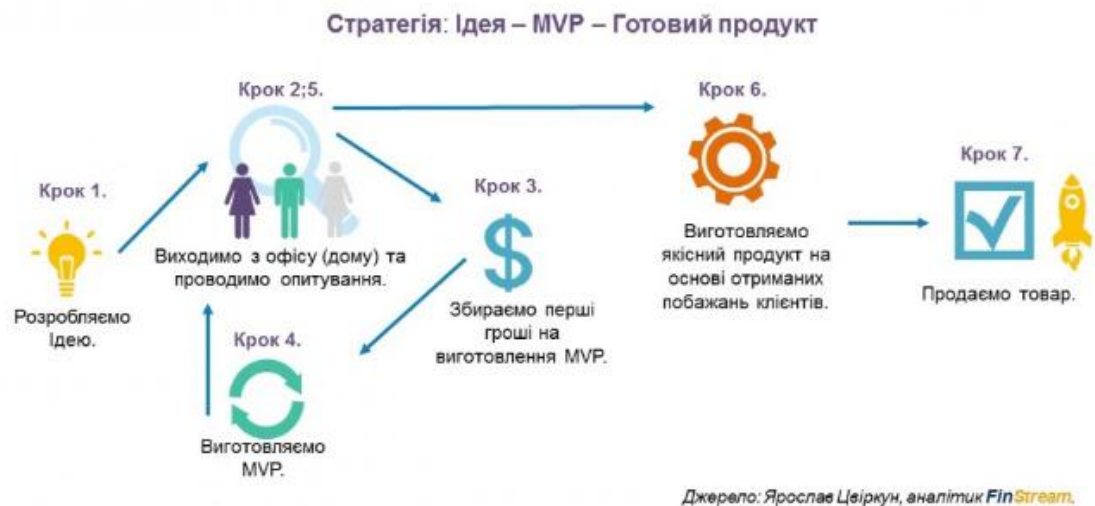 Стратегія: Ідея – MVP – Готовий продукт
Крок 1.
Розробляємо
Ідею.
Крок 2;5.
Виходимо з офісу (дому) та
проводимо опитування.
Крок 3.
$
Збираємо перші
гроші на
виготовлення MVP.
Крок 4.
Виготовляємо
MVP.
Крок 6.
Виготовляємо
якісний продукт на
основі отриманих
побажань клієнтів.
Крок 7.
Продаємо товар.
Джерело: Ярослав Цвіркун, аналітик FinStream.